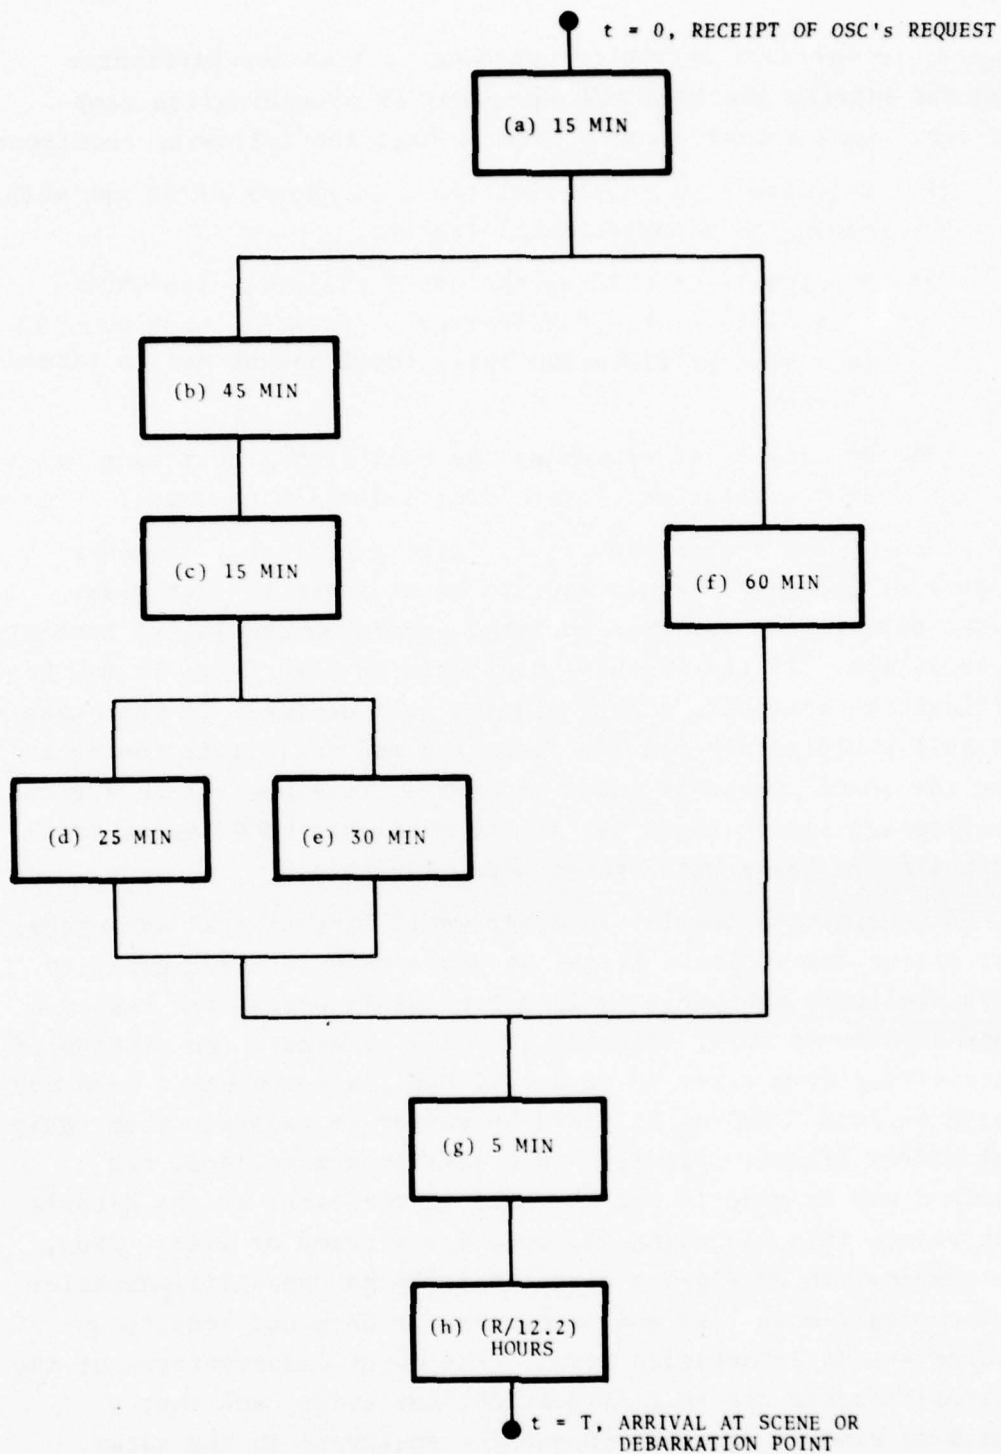 t = 0, RECEIPT OF OSC's REQUEST
(a) 15 MIN
(b) 45 MIN
(c) 15 MIN
(f) 60 MIN
(d) 25 MIN
(e) 30 MIN
(g) 5 MIN
(h) (R/12.2)
HOURS
t = T, ARRIVAL AT SCENE OR
DEBARKATION POINT